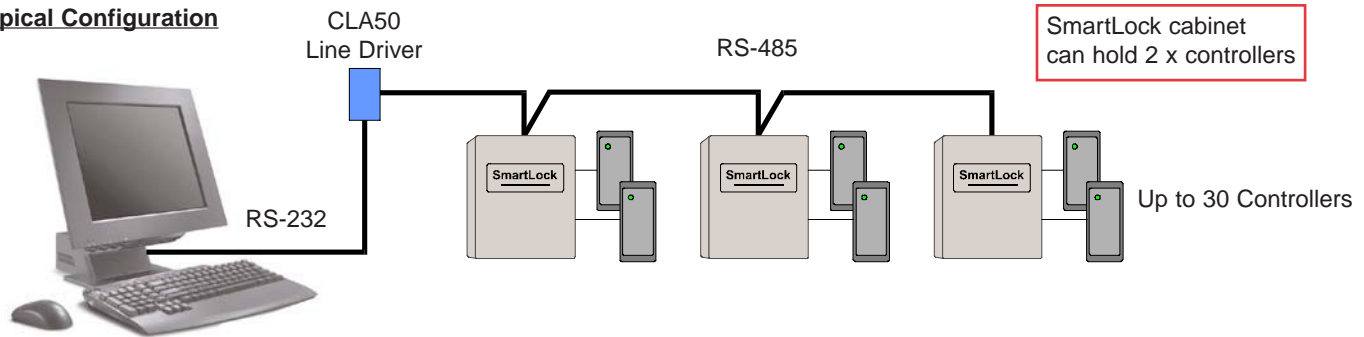 pical Configuration
CLA50
Line Driver
RS-485
SmartLock cabinet
can hold 2 x controllers
SmartLock
SmartLock
SmartLock
Up to 30 Controllers
RS-232